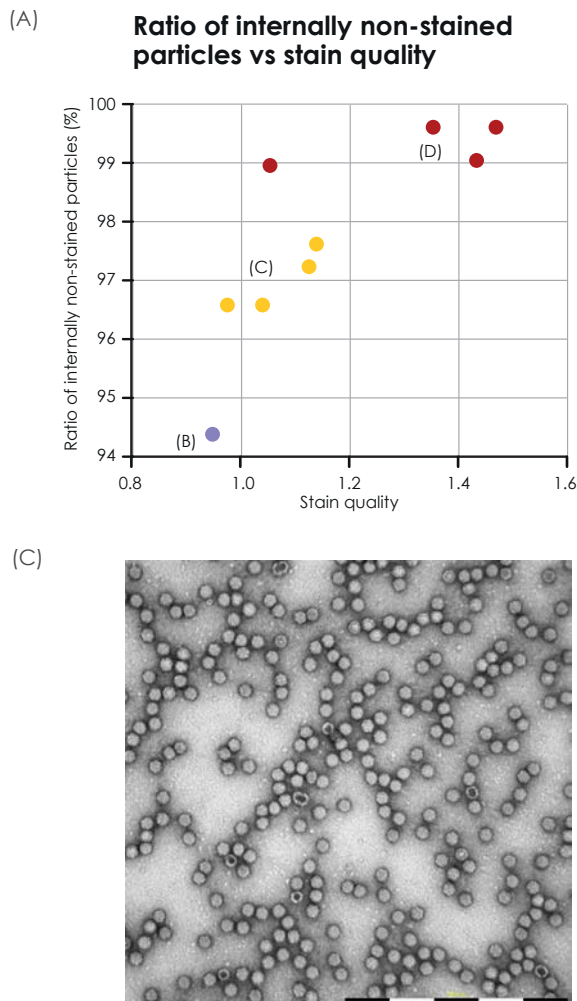 (A)
Ratio of internally non-stained
particles vs stain quality
Ratio of internally non-stained particles (%)
100
99
98
97
96
95
94
(D)
(C)
(B)
0.8 1.0 1.2 1.4 1.6
Stain quality
(C)